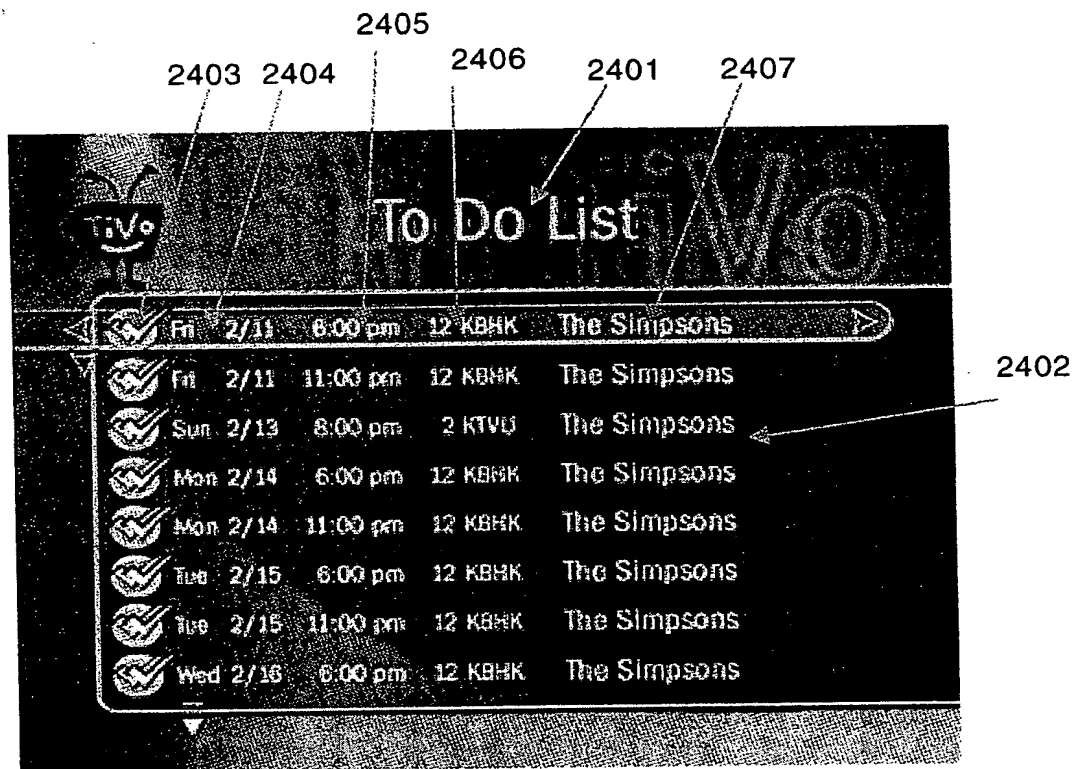 2405
2403 2404 2406 2401 2407
TiVo
To Do List
iVo
Fri 2/11 6:00 pm 12 KBHK The Simpsons
Fri 2/11 11:00 pm 12 KBHK The Simpsons
2402
Sun 2/13 8:00 pm 2 KTVU The Simpsons
Mon 2/14 6:00 pm 12 KBHK The Simpsons
Mon 2/14 11:00 pm 12 KBHK The Simpsons
Tue 2/15 6:00 pm 12 KBHK The Simpsons
Tue 2/15 11:00 pm 12 KBHK The Simpsons
Wed 2/16 6:00 pm 12 KBHK The Simpsons